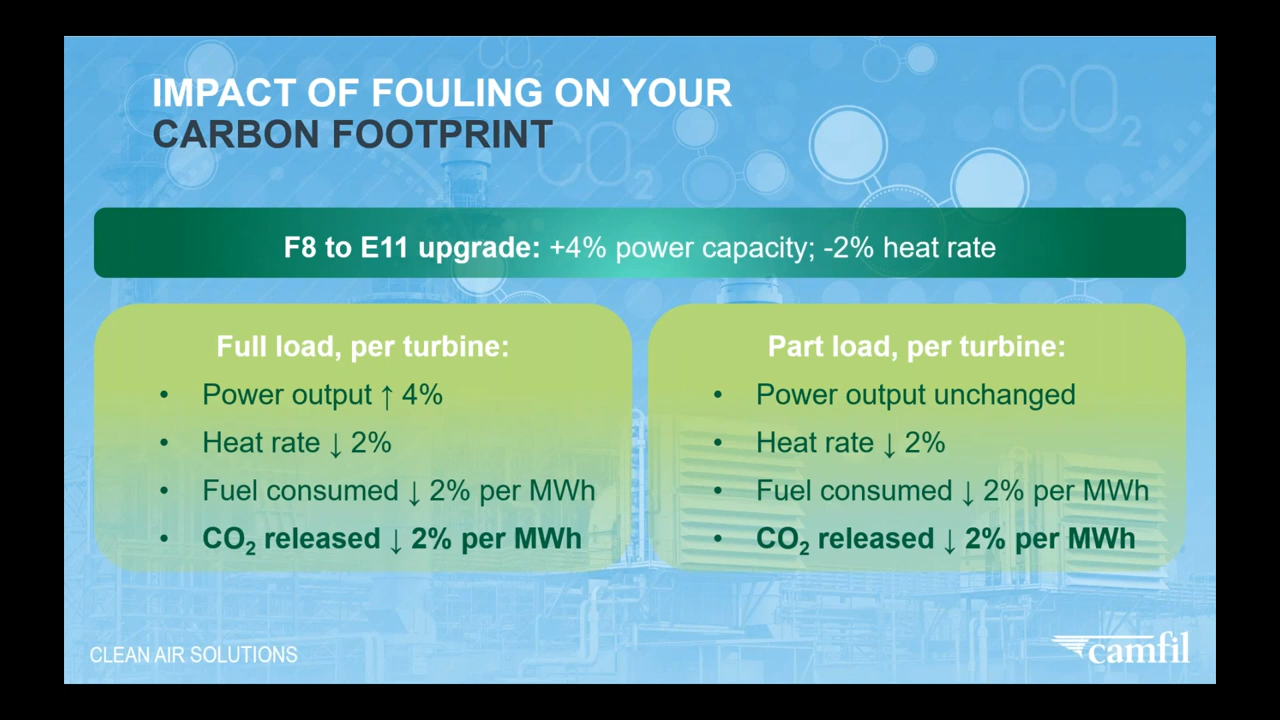 IMPACT OF FOULING ON YOUR
CARBON FOOTPRINT
CO₂
CO₂
CO₂
F8 to E11 upgrade: +4% power capacity; -2% heat rate
Full load, per turbine:
• Power output ↑ 4%
• Heat rate ↓ 2%
• Fuel consumed ↓ 2% per MWh
• CO₂ released ↓ 2% per MWh
Part load, per turbine:
• Power output unchanged
• Heat rate ↓ 2%
• Fuel consumed ↓ 2% per MWh
• CO₂ released ↓ 2% per MWh
CLEAN AIR SOLUTIONS
camfil